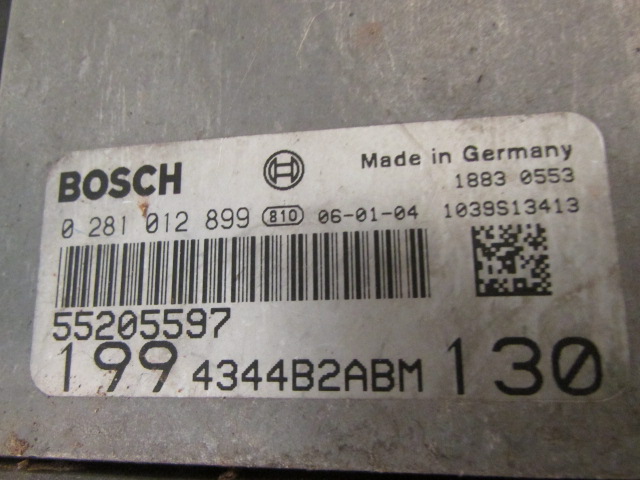 BOSCH
Made in Germany
1883 0553
0 281 012 899 810 06-01-04 1039S13413
55205597
199 4344B2ABM 130